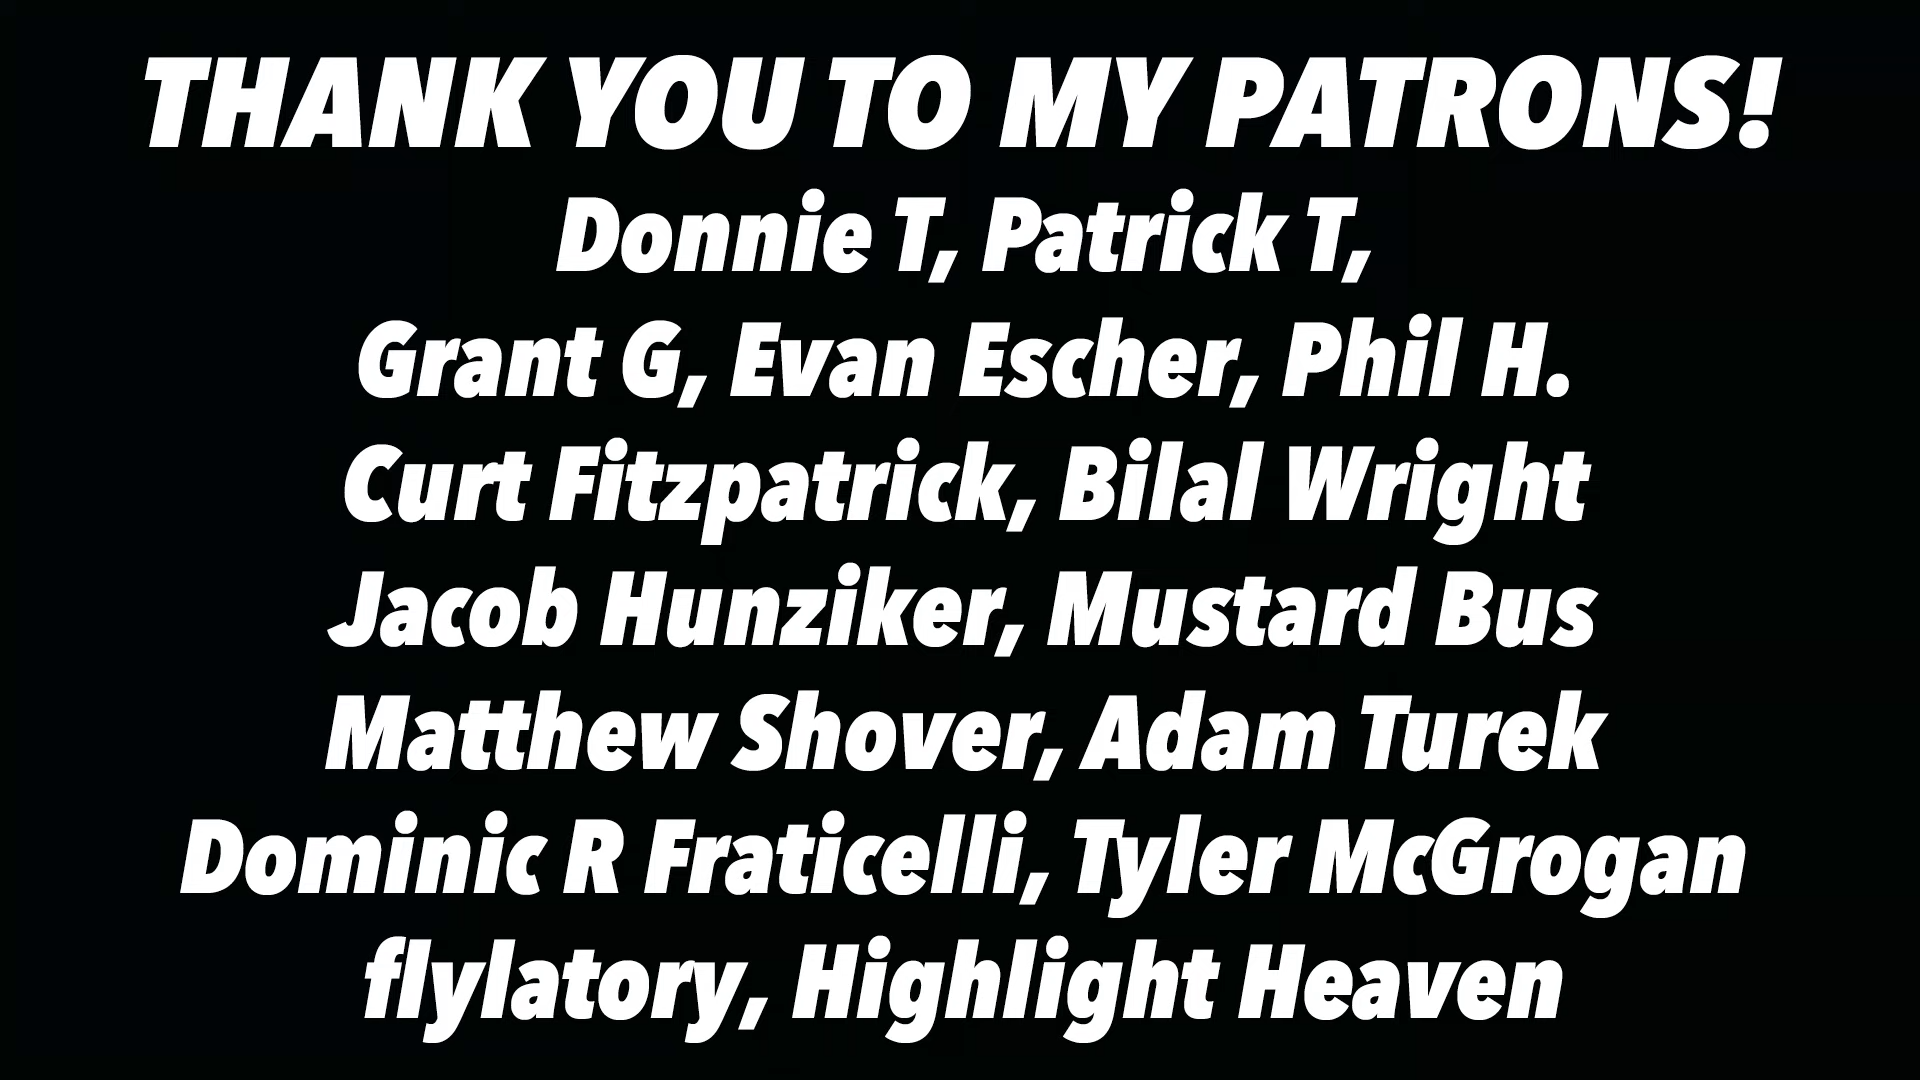 THANK YOU TO MY PATRONS!
Donnie T, Patrick T,
Grant G, Evan Escher, Phil H.
Curt Fitzpatrick, Bilal Wright
Jacob Hunziker, Mustard Bus
Matthew Shover, Adam Turek
Dominic R Fraticelli, Tyler McGrogan
flylatory, Highlight Heaven